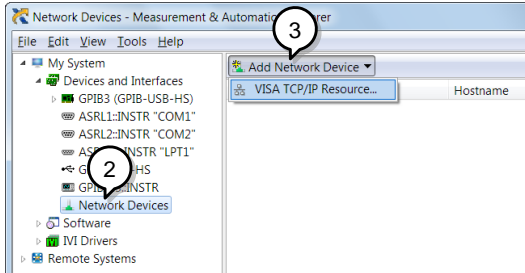 Network Devices - Measurement & Automation Explorer
File Edit View Tools Help
3
My System
Add Network Device
Devices and Interfaces
VISA TCP/IP Resource...
Hostname
GPIB3 (GPIB-USB-HS)
ASRL1::INSTR "COM1"
ASRL2::INSTR "COM2"
INSTR "LPT1"
2
-HS
INSTR
Network Devices
Software
IVI Drivers
Remote Systems